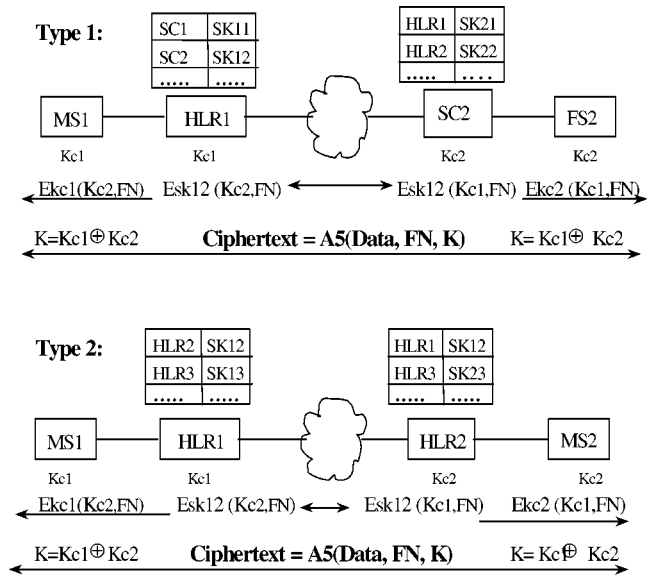 Type 1:
SC1 SK11
SC2 SK12
..... .....
HLR1 SK21
HLR2 SK22
..... .. ..
MS1 HLR1 SC2 FS2
Kc1 Kc1 Kc2 Kc2
Ekc1(Kc2,FN) Esk12 (Kc2,FN) Esk12 (Kc1,FN) Ekc2 (Kc1,FN)
K=Kc1⊕Kc2 Ciphertext = A5(Data, FN, K) K= Kc1⊕ Kc2
Type 2:
HLR2 SK12
HLR3 SK13
..... .....
HLR1 SK12
HLR3 SK23
..... .....
MS1 HLR1 HLR2 MS2
Kc1 Kc1 Kc2 Kc2
Ekc1(Kc2,FN) Esk12 (Kc2,FN) Esk12 (Kc1,FN) Ekc2 (Kc1,FN)
K=Kc1⊕Kc2 Ciphertext = A5(Data, FN, K) K= Kc1⊕ Kc2